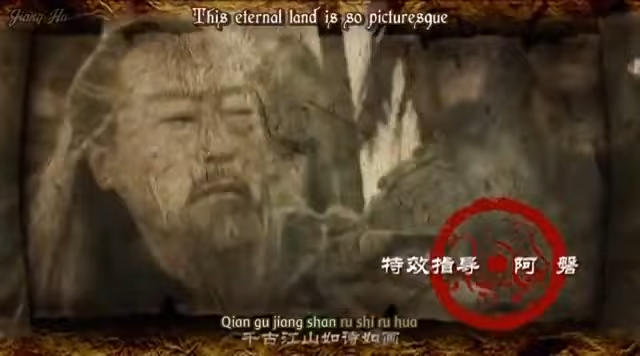 Jiang Hu
This eternal land is so picturesque
特效指导 阿 磐
Qian gu jiang shan ru shi ru hua
千古江山如诗如画